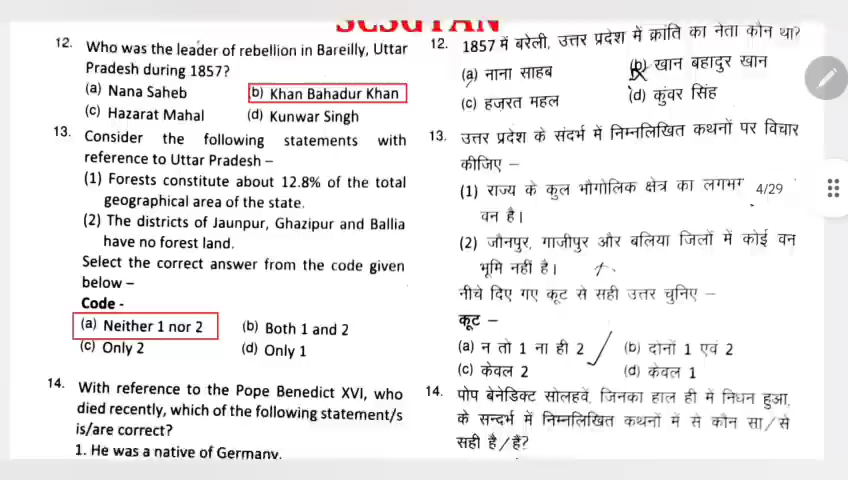 SCSGYAN
12. Who was the leader of rebellion in Bareilly, Uttar
Pradesh during 1857?
(a) Nana Saheb (b) Khan Bahadur Khan
(c) Hazarat Mahal (d) Kunwar Singh
13. Consider the following statements with
reference to Uttar Pradesh –
(1) Forests constitute about 12.8% of the total
geographical area of the state.
(2) The districts of Jaunpur, Ghazipur and Ballia
have no forest land.
Select the correct answer from the code given
below –
Code -
(a) Neither 1 nor 2 (b) Both 1 and 2
(c) Only 2 (d) Only 1
14. With reference to the Pope Benedict XVI, who
died recently, which of the following statement/s
is/are correct?
1. He was a native of Germany.
12. 1857 में बरेली, उत्तर प्रदेश में क्रांति का नेता कौन था?
(a) नाना साहब (b) खान बहादुर खान
(c) हज़रत महल (d) कुंवर सिंह
13. उत्तर प्रदेश के संदर्भ में निम्नलिखित कथनों पर विचार
कीजिए –
(1) राज्य के कुल भौगोलिक क्षेत्र का लगभग
4/29
वन है।
(2) जौनपुर, गाजीपुर और बलिया जिलों में कोई वन
भूमि नहीं है।
नीचे दिए गए कूट से सही उत्तर चुनिए –
कूट –
(a) न तो 1 ना ही 2 (b) दोनों 1 एवं 2
(c) केवल 2 (d) केवल 1
14. पोप बेनेडिक्ट सोलहवें, जिनका हाल ही में निधन हुआ,
के सन्दर्भ में निम्नलिखित कथनों में से कौन सा/से
सही है/हैं?